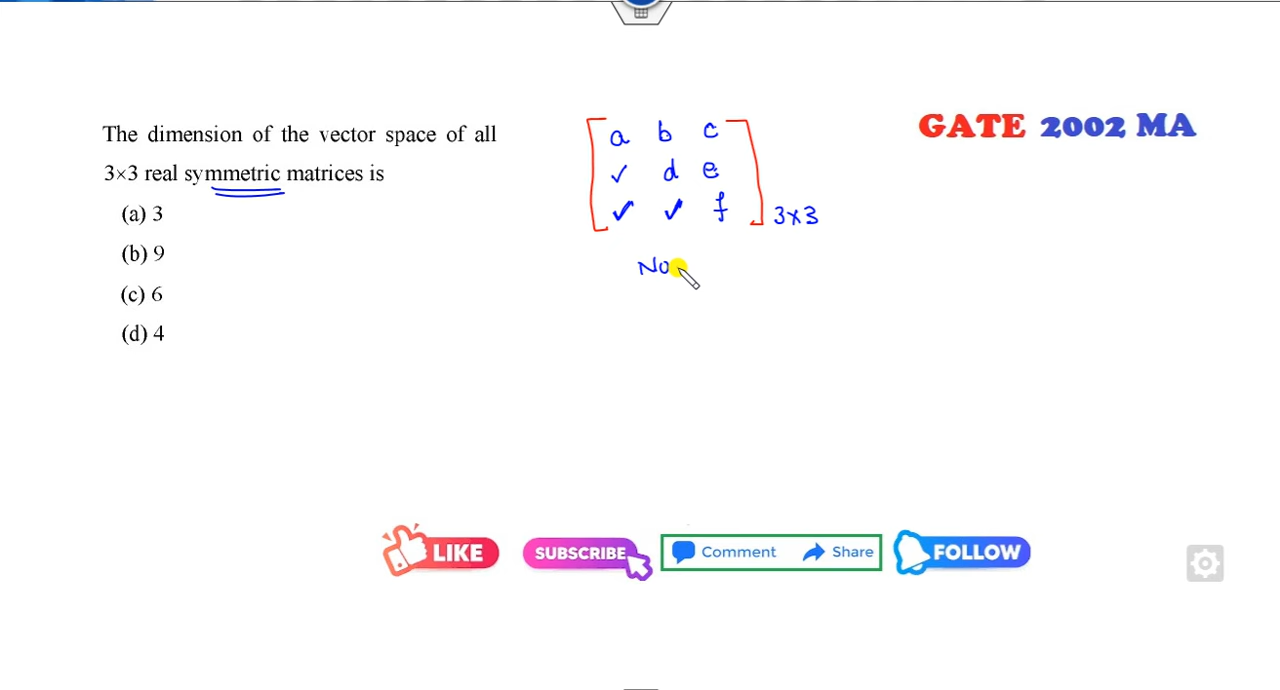 The dimension of the vector space of all
3×3 real symmetric matrices is
(a) 3
(b) 9
(c) 6
(d) 4
a b c
✓ d e
✓ ✓ f
3×3
No
GATE 2002 MA
LIKE
SUBSCRIBE
Comment Share
FOLLOW